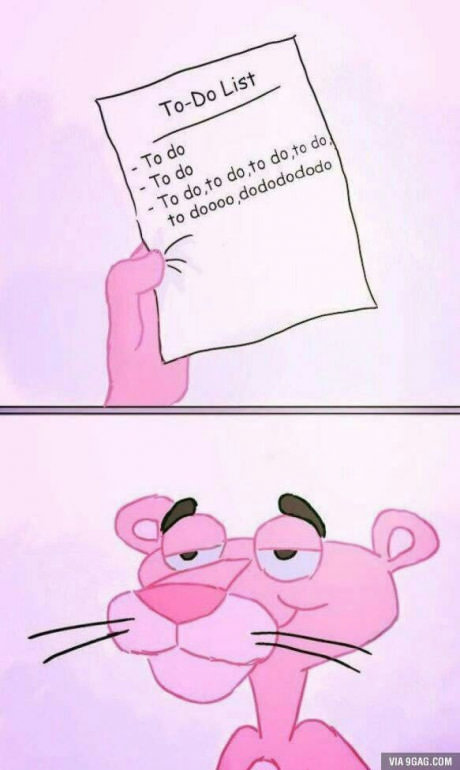 To-Do List
- To do
- To do
- To do,to do,to do,to do,
to doooo,dododododo
VIA 9GAG.COM